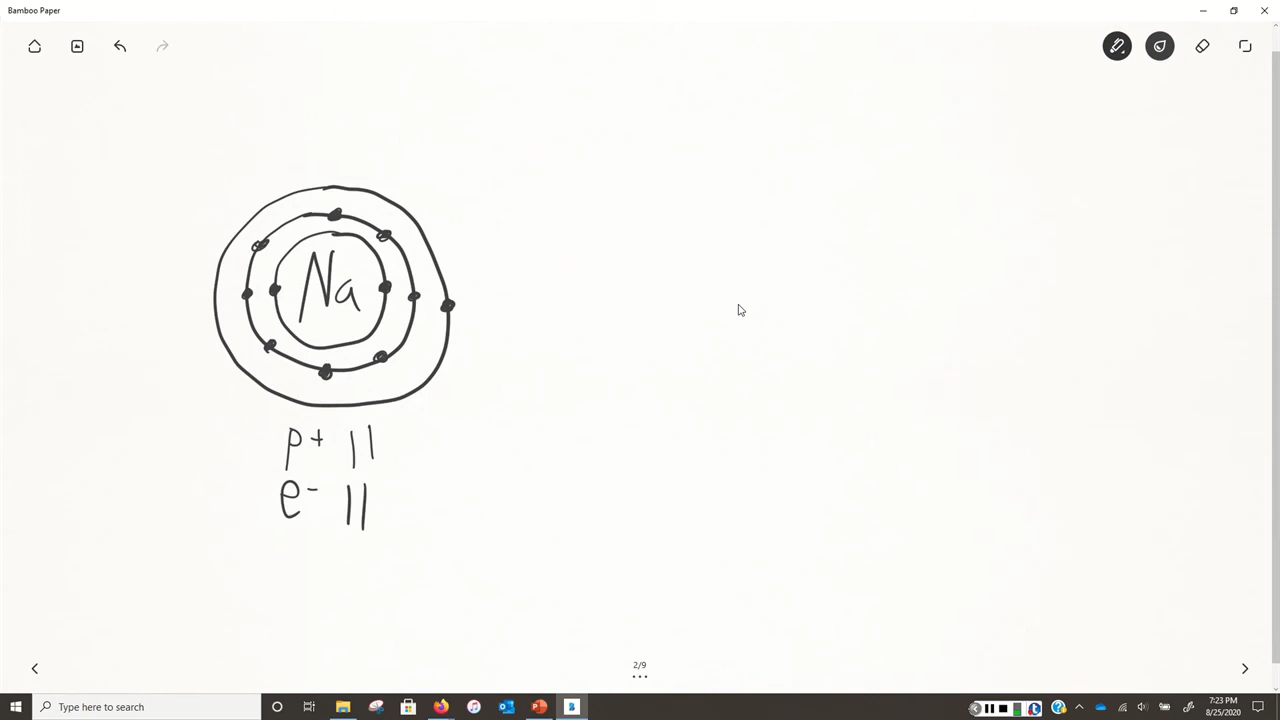 Bamboo Paper
Na
p+ 11
e- 11
2/9
Type here to search
7:23 PM
8/25/2020